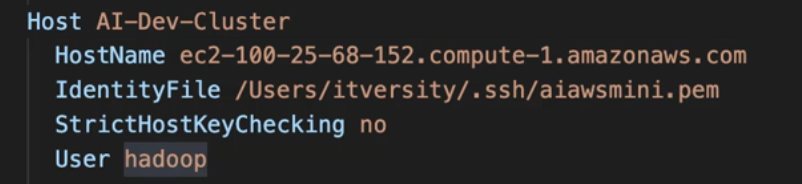 Host AI-Dev-Cluster
HostName ec2-100-25-68-152.compute-1.amazonaws.com
IdentityFile /Users/itversity/.ssh/aiawsmini.pem
StrictHostKeyChecking no
User hadoop